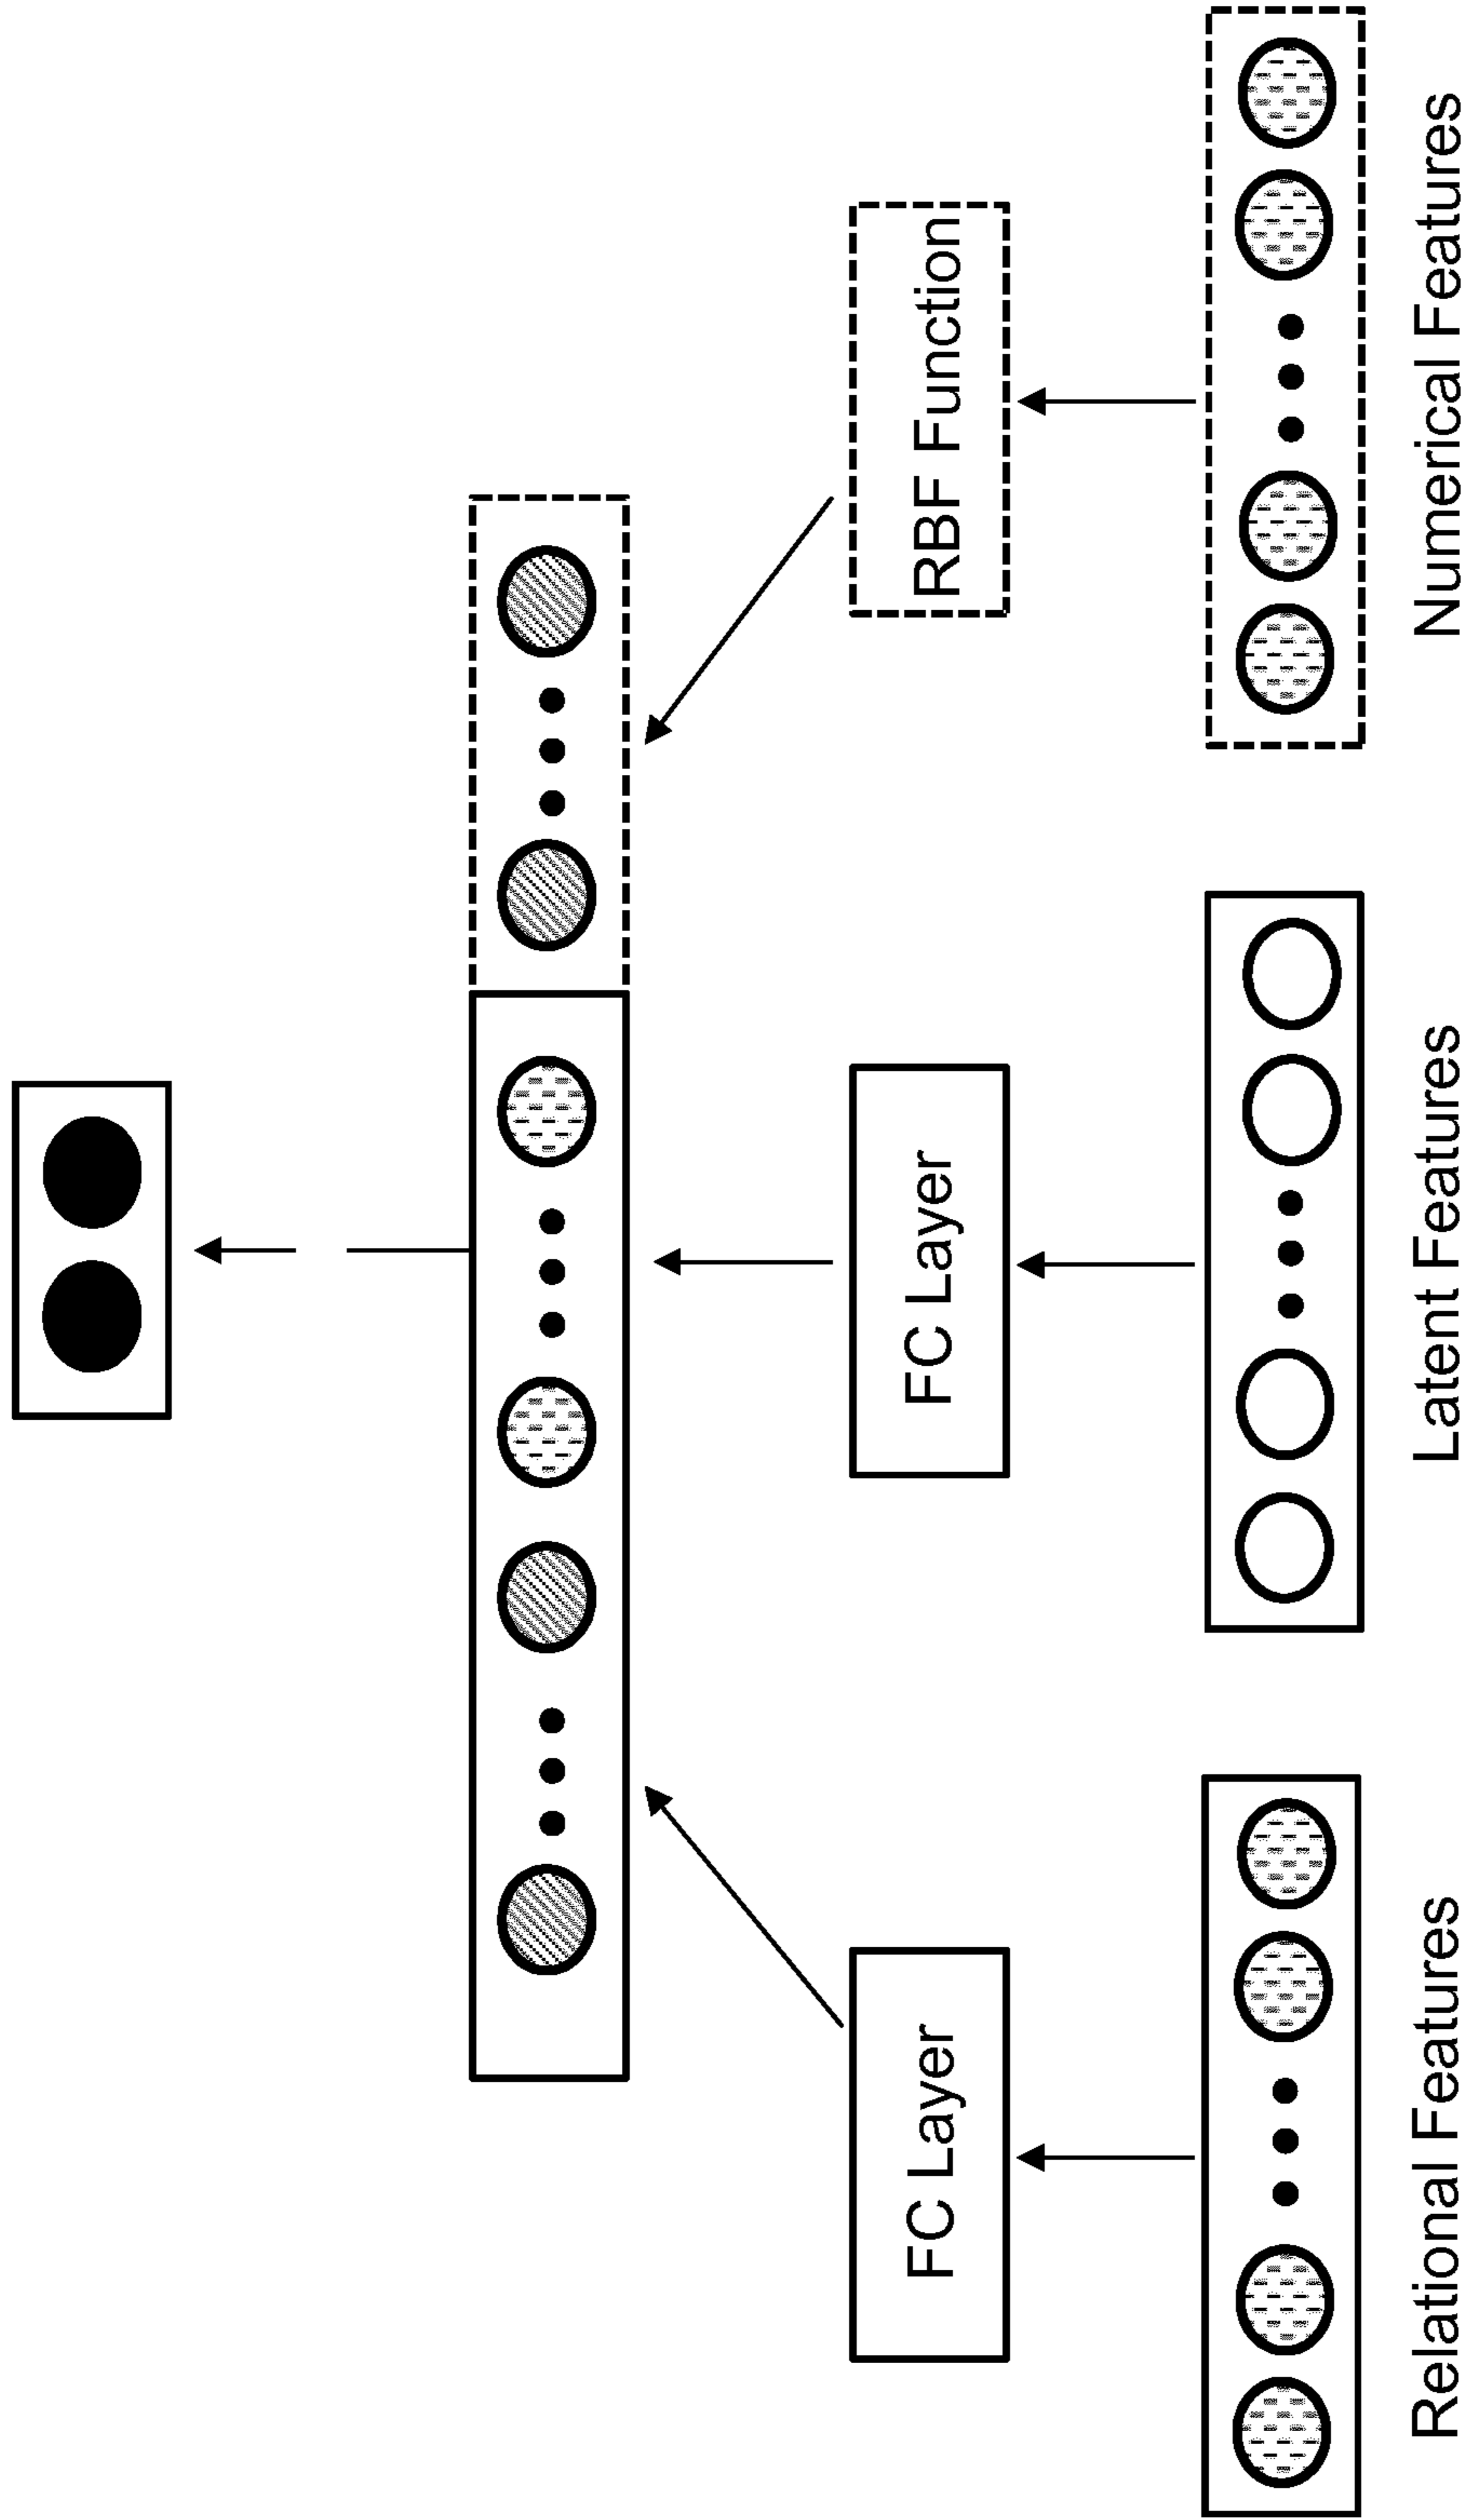 FC Layer
FC Layer
RBF Function
Relational Features
Latent Features
Numerical Features